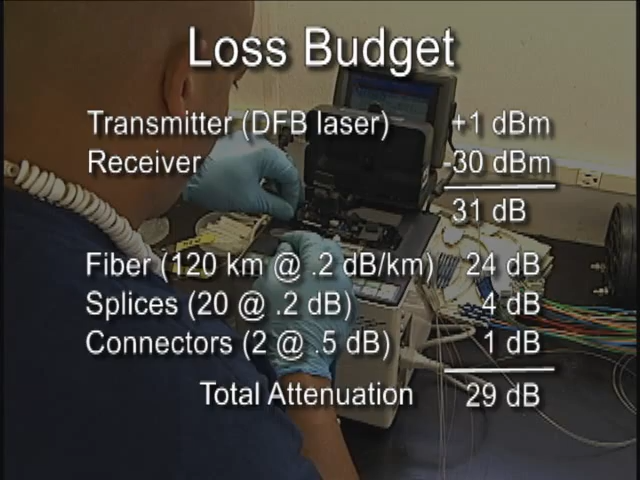 Loss Budget
Transmitter (DFB laser) +1 dBm
Receiver -30 dBm
31 dB
Fiber (120 km @ .2 dB/km) 24 dB
Splices (20 @ .2 dB) 4 dB
Connectors (2 @ .5 dB) 1 dB
Total Attenuation 29 dB